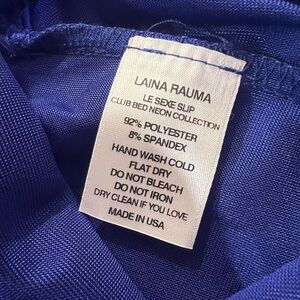 LAINA RAUMA
LE SEXE SLIP
CLUB BED NEON COLLECTION
92% POLYESTER
8% SPANDEX
HAND WASH COLD
FLAT DRY
DO NOT BLEACH
DO NOT IRON
DRY CLEAN IF YOU LOVE
MADE IN USA